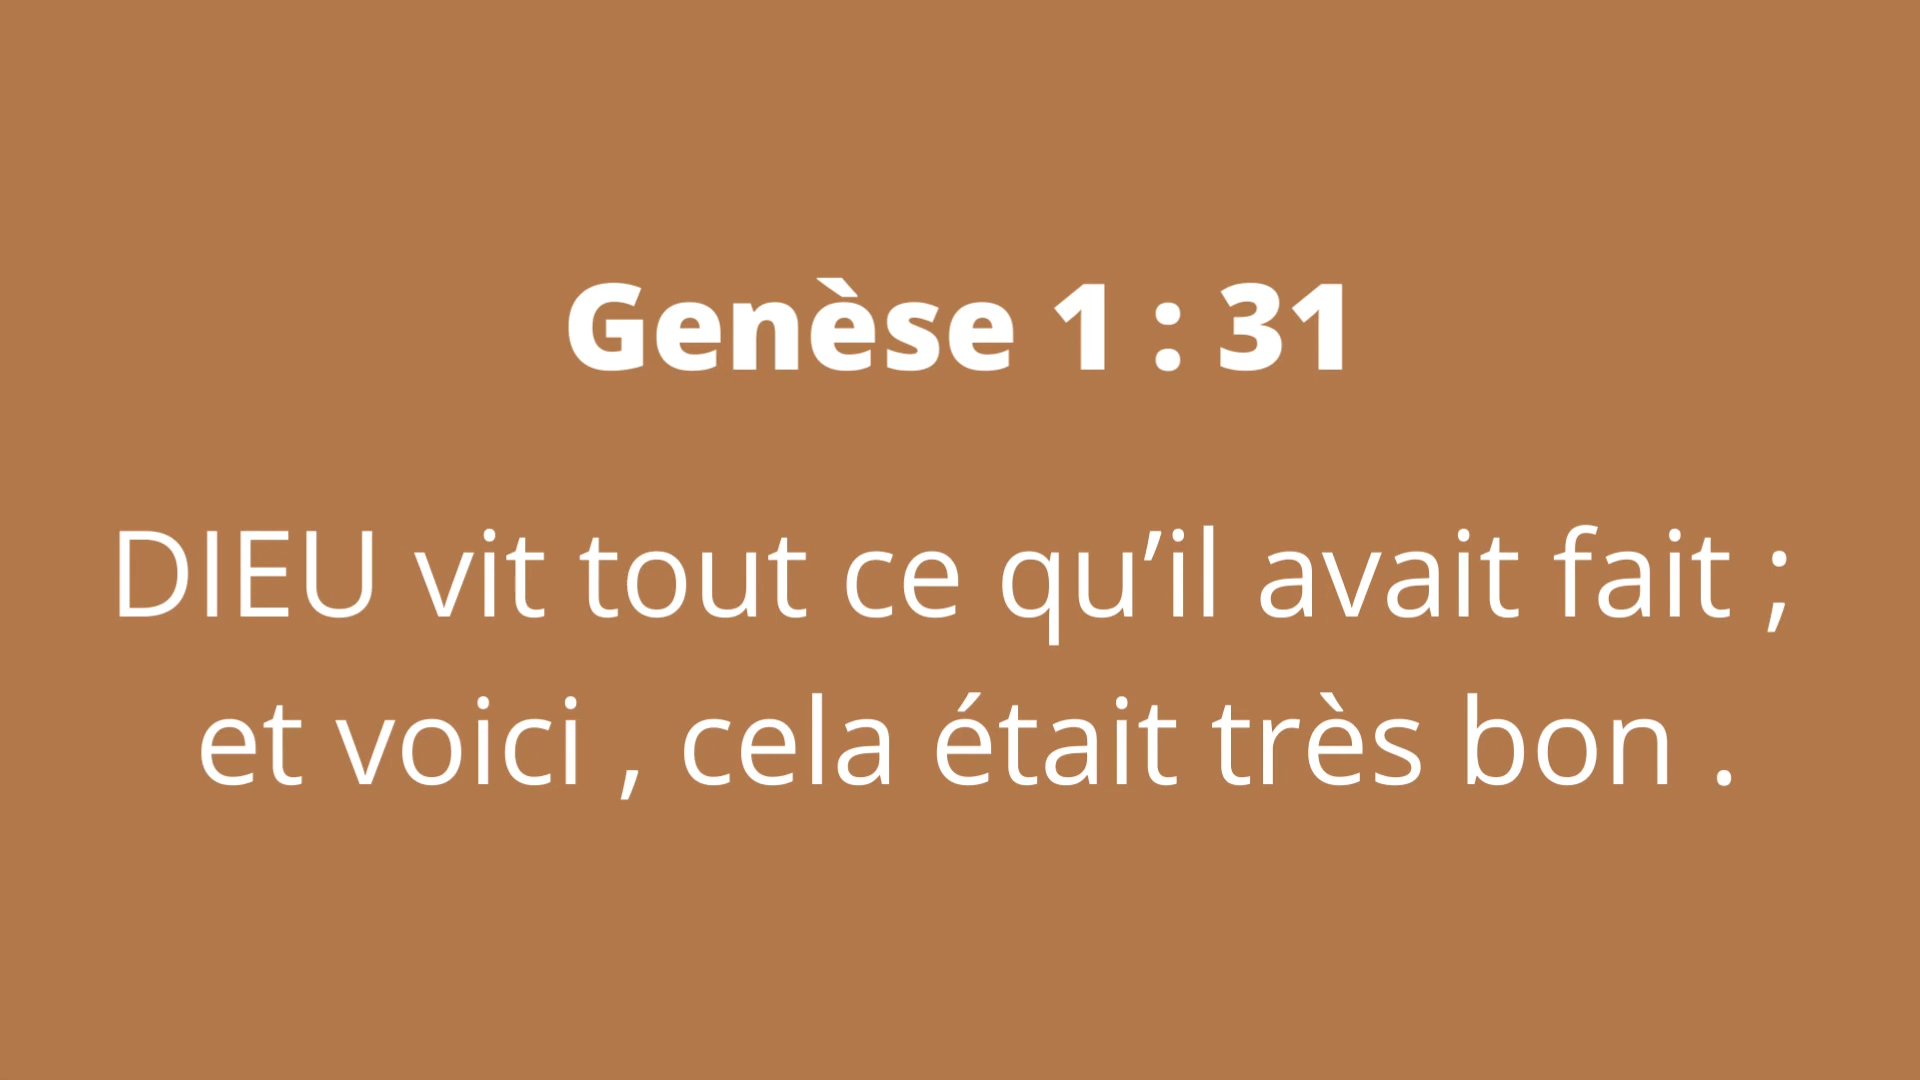 Genèse 1 : 31
DIEU vit tout ce qu’il avait fait ;
et voici , cela était très bon .